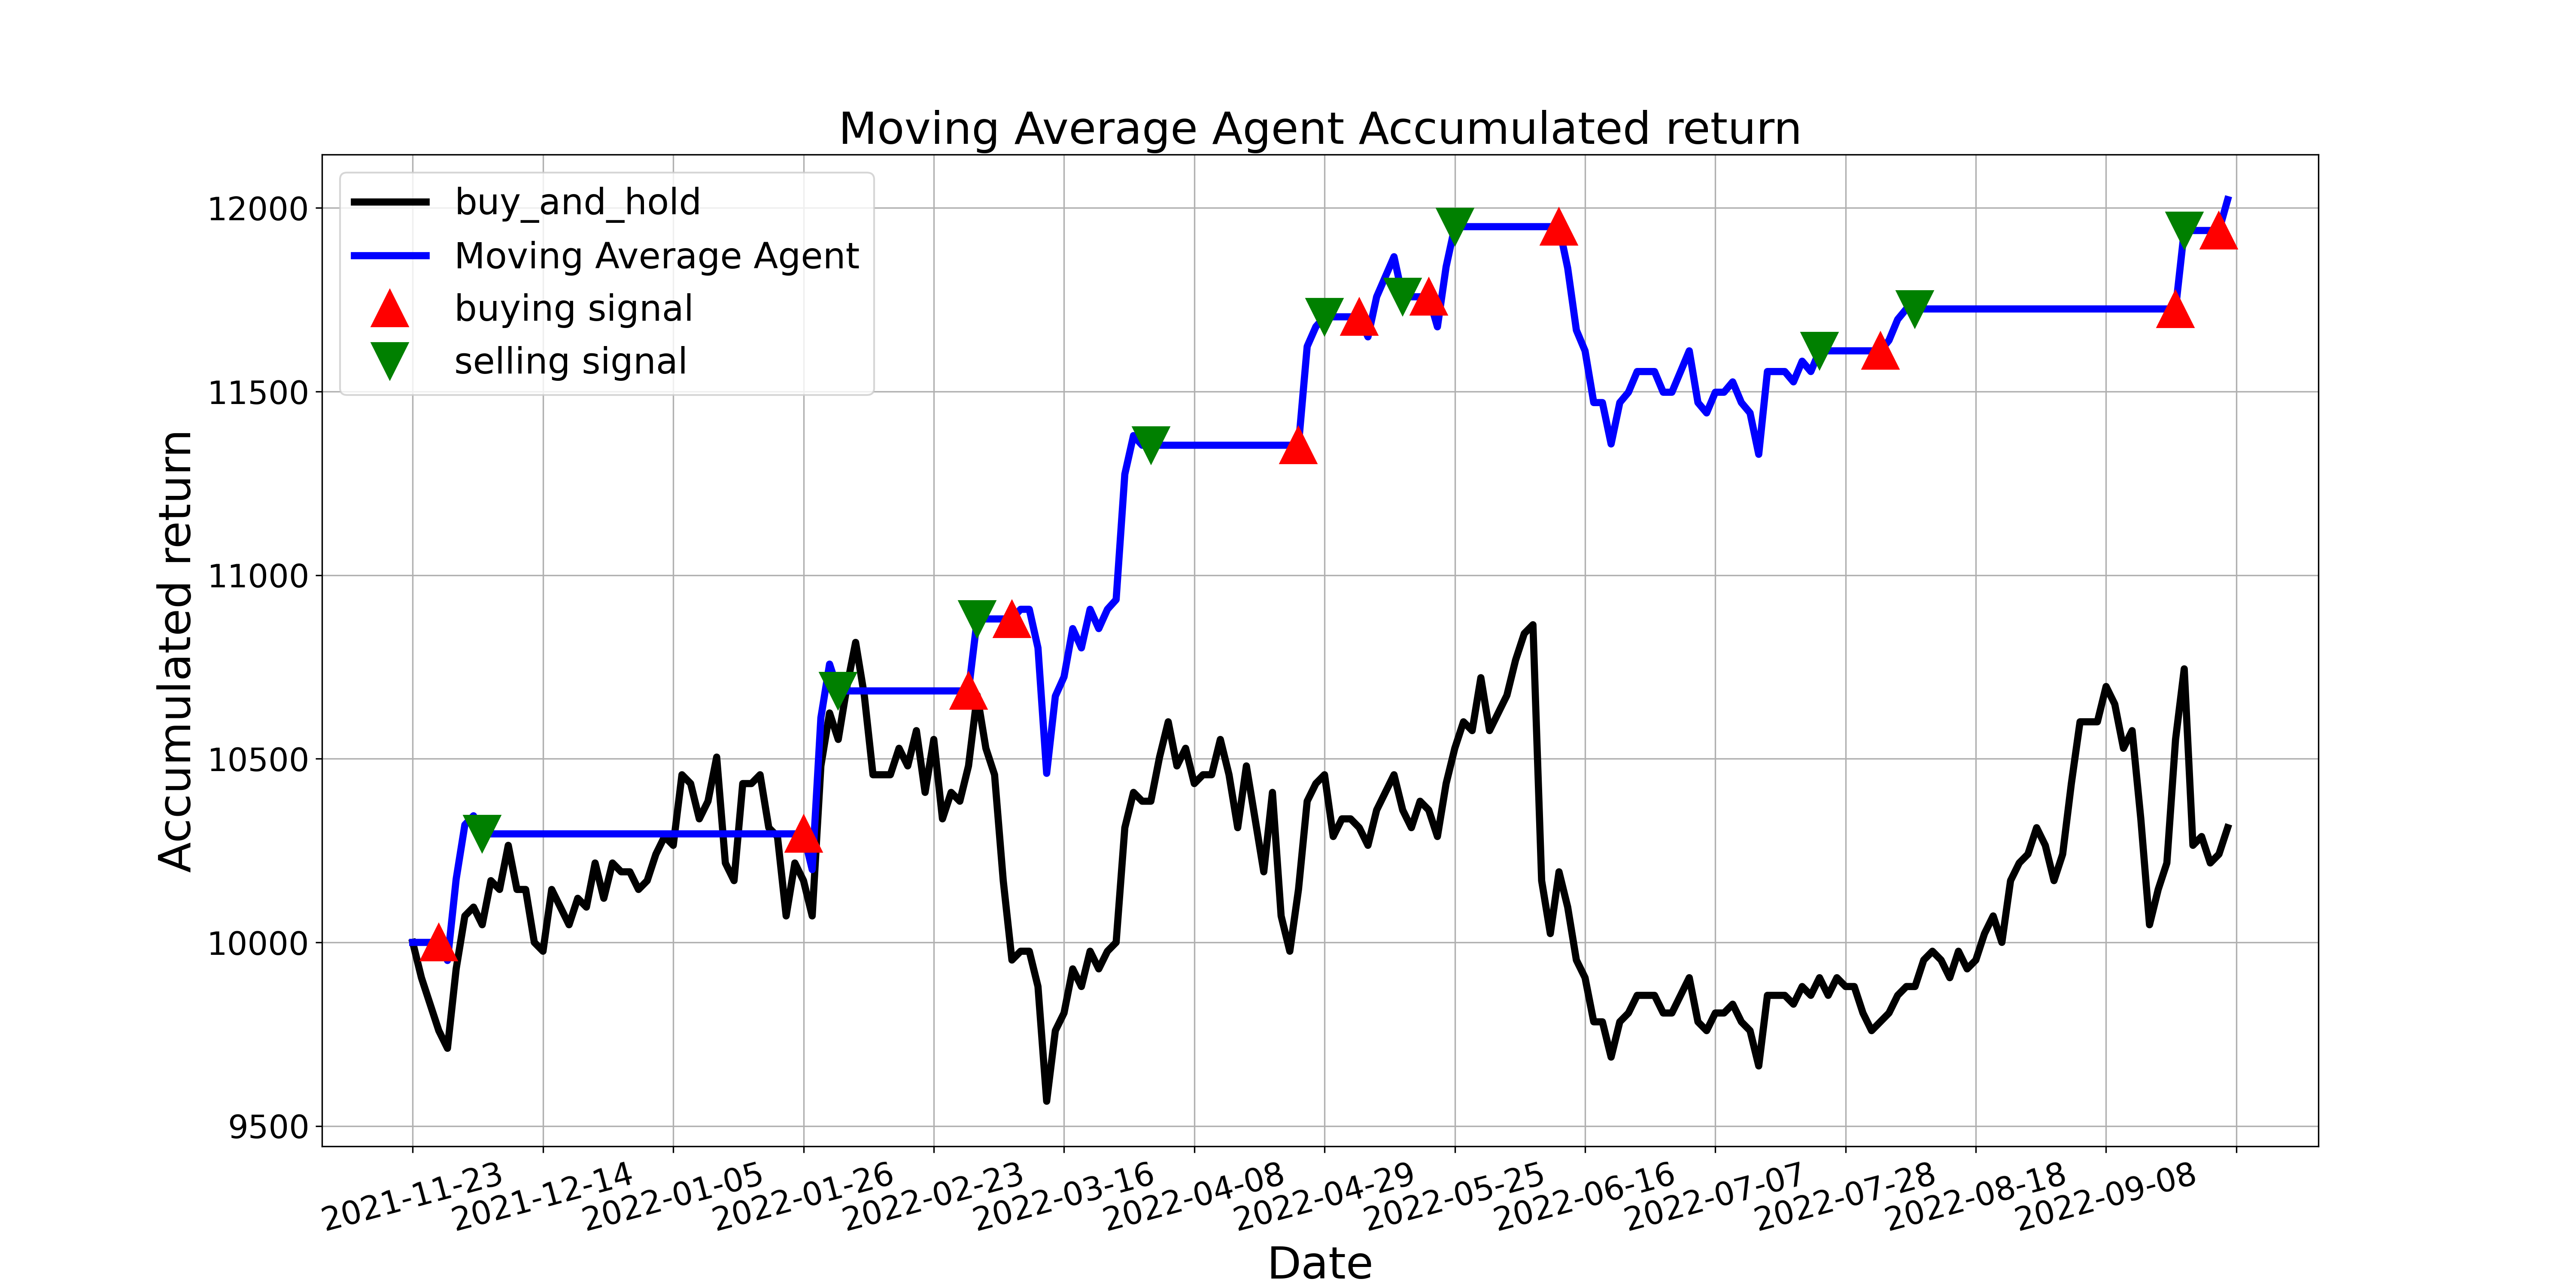 Moving Average Agent Accumulated return
buy_and_hold
Moving Average Agent
buying signal
selling signal
12000
11500
11000
10500
10000
9500
Accumulated return
2021-11-23
2021-12-14
2022-01-05
2022-01-26
2022-02-23
2022-03-16
2022-04-08
2022-04-29
2022-05-25
2022-06-16
2022-07-07
2022-07-28
2022-08-18
2022-09-08
Date